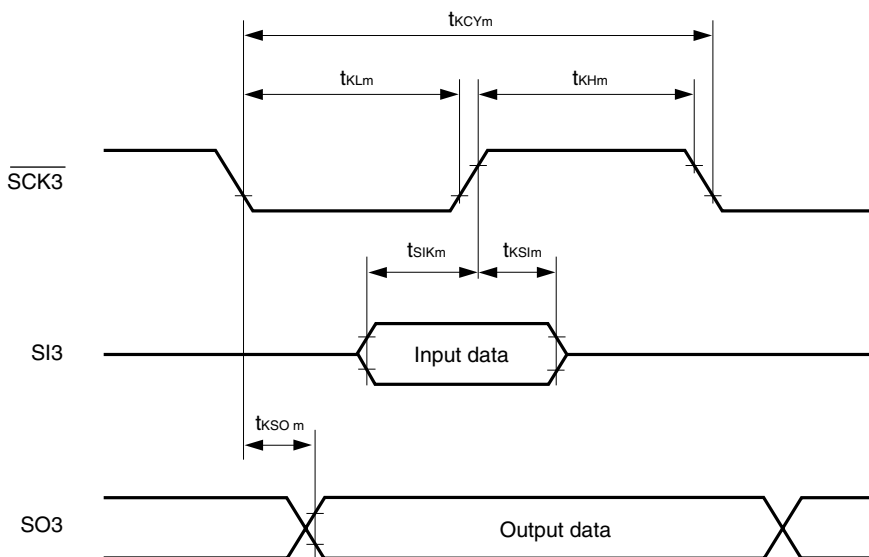 tKCYm
tKLm tKHm
SCK3
tSIKm tKSIm
SI3 Input data
tKSO m
SO3 Output data